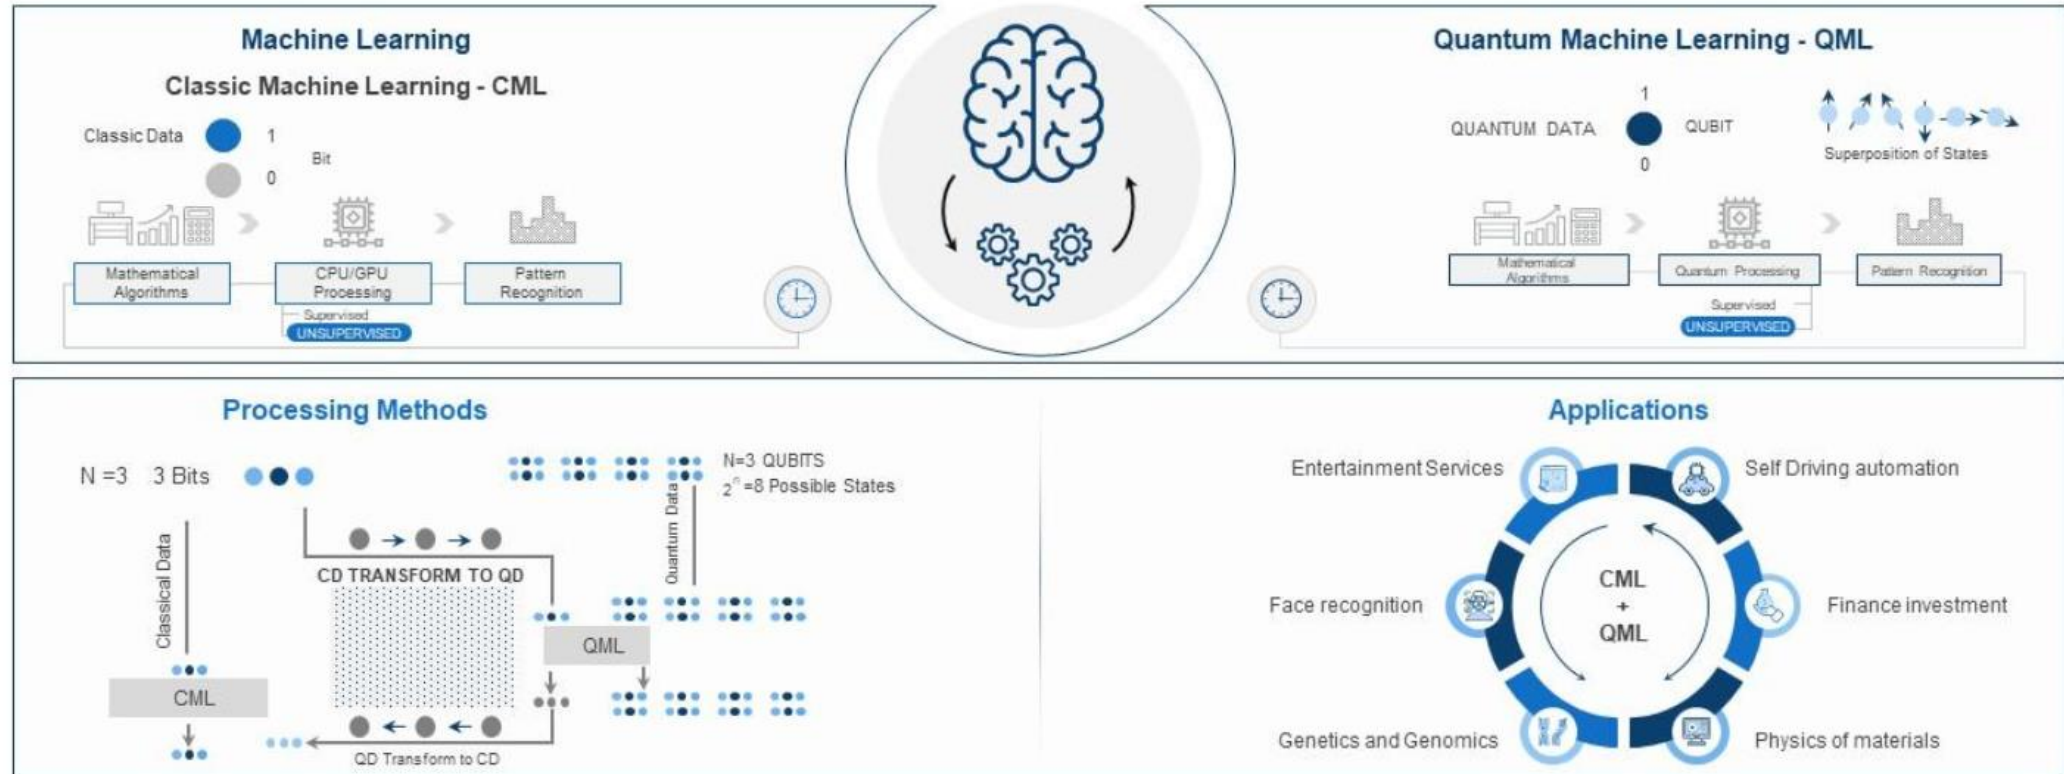 Machine Learning
Classic Machine Learning - CML
Classic Data
1
Bit
0
Mathematical
Algorithms
CPU/GPU
Processing
Pattern
Recognition
Supervised
UNSUPERVISED
Quantum Machine Learning - QML
1
QUANTUM DATA
QUBIT
0
Superposition of States
Mathematical
Algorithms
Quantum Processing
Pattern Recognition
Supervised
UNSUPERVISED
Processing Methods
N =3 3 Bits
N=3 QUBITS
2^n =8 Possible States
Classical Data
Quantum Data
CD TRANSFORM TO QD
QML
CML
QD Transform to CD
Applications
Entertainment Services
Self Driving automation
Face recognition
CML
+
QML
Finance investment
Genetics and Genomics
Physics of materials